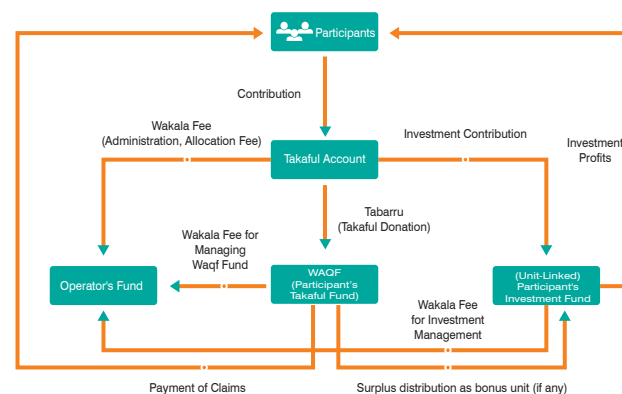 Participants
Contribution
Wakala Fee
(Administration, Allocation Fee)
Investment Contribution
Investment
Profits
Takaful Account
Tabarru
(Takaful Donation)
Wakala Fee for
Managing
Waqf Fund
Operator's Fund
WAQF
(Participant's
Takaful Fund)
(Unit-Linked)
Participant's
Investment Fund
Wakala Fee
for Investment
Management
Payment of Claims
Surplus distribution as bonus unit (if any)